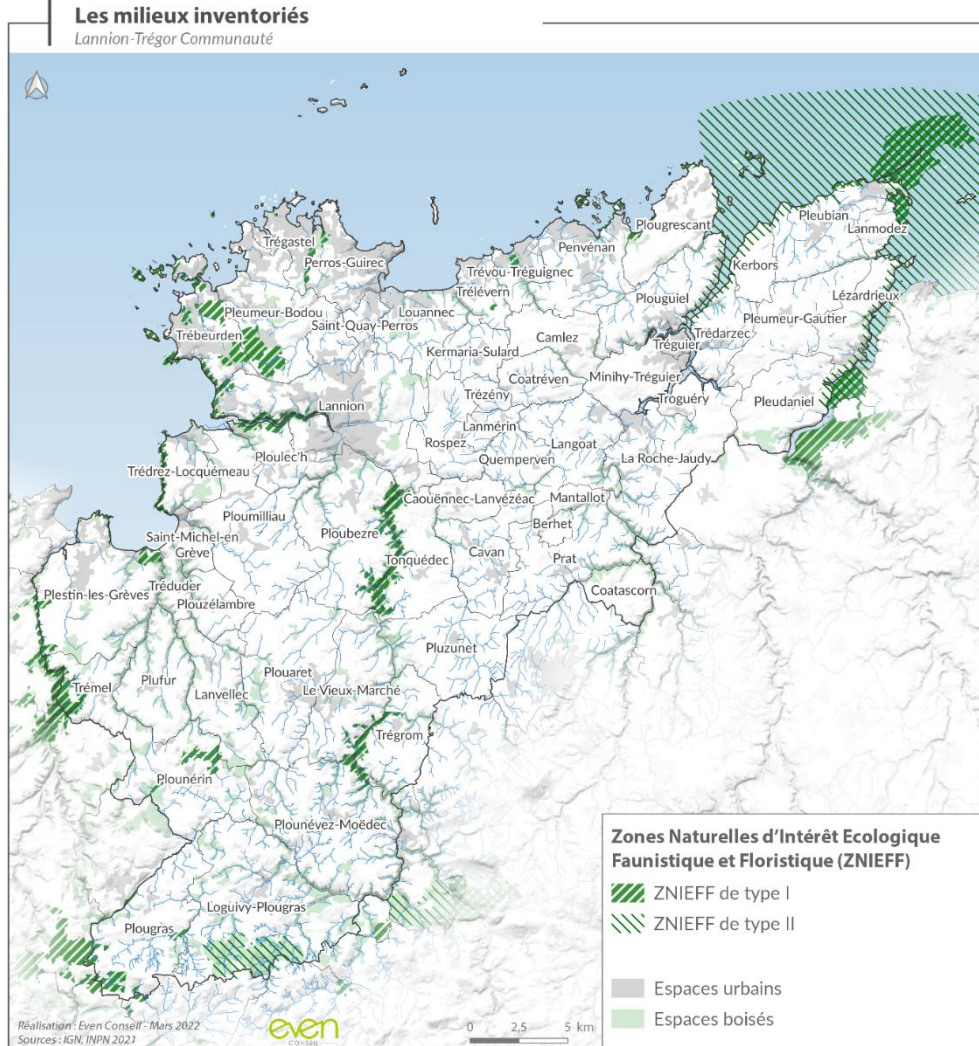 Les milieux inventoriés
Lannion-Trégor Communauté
Plougrescant
Pleubian
Lanmodez
Trégastel
Penvénan
Perros-Guirec
Kerbors
Trévou-Tréguignec
Trélévern
Plouguiel
Lézardrieux
Pleumeur-Bodou
Louannec
Pleumeur-Gautier
Saint-Quay-Perros
Trébeurden
Camlez
Trédarzec
Tréguier
Kermaria-Sulard
Coatréven
Minihy-Tréguier
Trézény
Troguéry
Pleudaniel
Lannion
Lanmérin
Rospez
Langoat
Ploulec'h
Quemperven
La Roche-Jaudy
Trédrez-Locquémeau
Caouënnec-Lanvézéac
Mantallot
Ploumilliau
Berhet
Ploubezre
Saint-Michel-en
Grève
Cavan
Prat
Tonquédec
Tréduder
Coatascorn
Plestin-les-Grèves
Plouzélambre
Pluzunet
Plouaret
Trémel
Plufur
Lanvellec
Le Vieux-Marché
Trégrom
Plounérin
Plounévez-Moëdec
Loguivy-Plougras
Plougras
Zones Naturelles d'Intérêt Ecologique
Faunistique et Floristique (ZNIEFF)
ZNIEFF de type I
ZNIEFF de type II
Espaces urbains
Espaces boisés
Réalisation : Even Conseil - Mars 2022
Sources : IGN, INPN 2021
even
CONSEIL
0 2,5 5 km